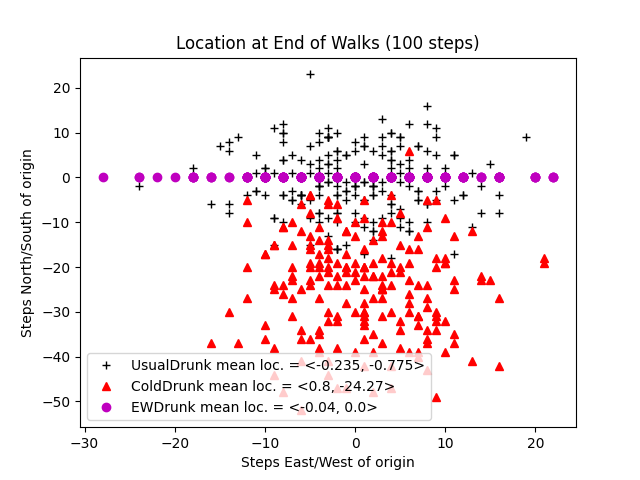 Location at End of Walks (100 steps)
Steps North/South of origin
20
10
0
−10
−20
−30
−40
−50
UsualDrunk mean loc. = <-0.235, -0.775>
ColdDrunk mean loc. = <0.8, -24.27>
EWDrunk mean loc. = <-0.04, 0.0>
−30 −20 −10 0 10 20
Steps East/West of origin